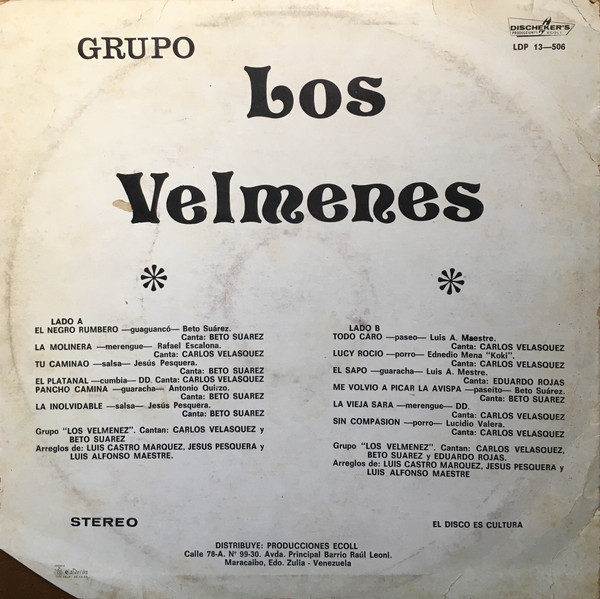 GRUPO
DISCHEKER'S
PRODUCCIONES ECOLL
LDP 13—506
Los
Velmenes
LADO A
EL NEGRO RUMBERO —guaguancó— Beto Suárez.
Canta: BETO SUAREZ
LA MOLINERA —merengue— Rafael Escalona.
Canta: CARLOS VELASQUEZ
TU CAMINAO —salsa— Jesús Pesquera.
Canta: BETO SUAREZ
EL PLATANAL —cumbia— DD. Canta: CARLOS VELASQUEZ
PANCHO CAMINA —guaracha— Antonio Quizo.
Canta: BETO SUAREZ
LA INOLVIDABLE —salsa— Jesús Pesquera.
Canta: BETO SUAREZ
Grupo "LOS VELMENEZ". Cantan: CARLOS VELASQUEZ y
BETO SUAREZ
Arreglos de: LUIS CASTRO MARQUEZ, JESUS PESQUERA y
LUIS ALFONSO MAESTRE.
LADO B
TODO CARO —paseo— Luis A. Maestre.
Canta: CARLOS VELASQUEZ
LUCY ROCIO —porro— Ednedio Mena "Koki".
Canta: CARLOS VELASQUEZ
EL SAPO —guaracha— Luis A. Mestre.
Canta: EDUARDO ROJAS
ME VOLVIO A PICAR LA AVISPA —paseito— Beto Suárez.
Canta: BETO SUAREZ
LA VIEJA SARA —merengue— DD.
Canta: CARLOS VELASQUEZ
SIN COMPASION —porro— Lucidio Valera.
Canta: CARLOS VELASQUEZ
Grupo "LOS VELMENEZ". Cantan: CARLOS VELASQUEZ,
BETO SUAREZ y EDUARDO ROJAS.
Arreglos de: LUIS CASTRO MARQUEZ, JESUS PESQUERA y
LUIS ALFONSO MAESTRE
STEREO
EL DISCO ES CULTURA
DISTRIBUYE: PRODUCCIONES ECOLL
Calle 78-A. Nº 99-30. Avda. Principal Barrio Raúl Leoni.
Maracaibo, Edo. Zulia - Venezuela